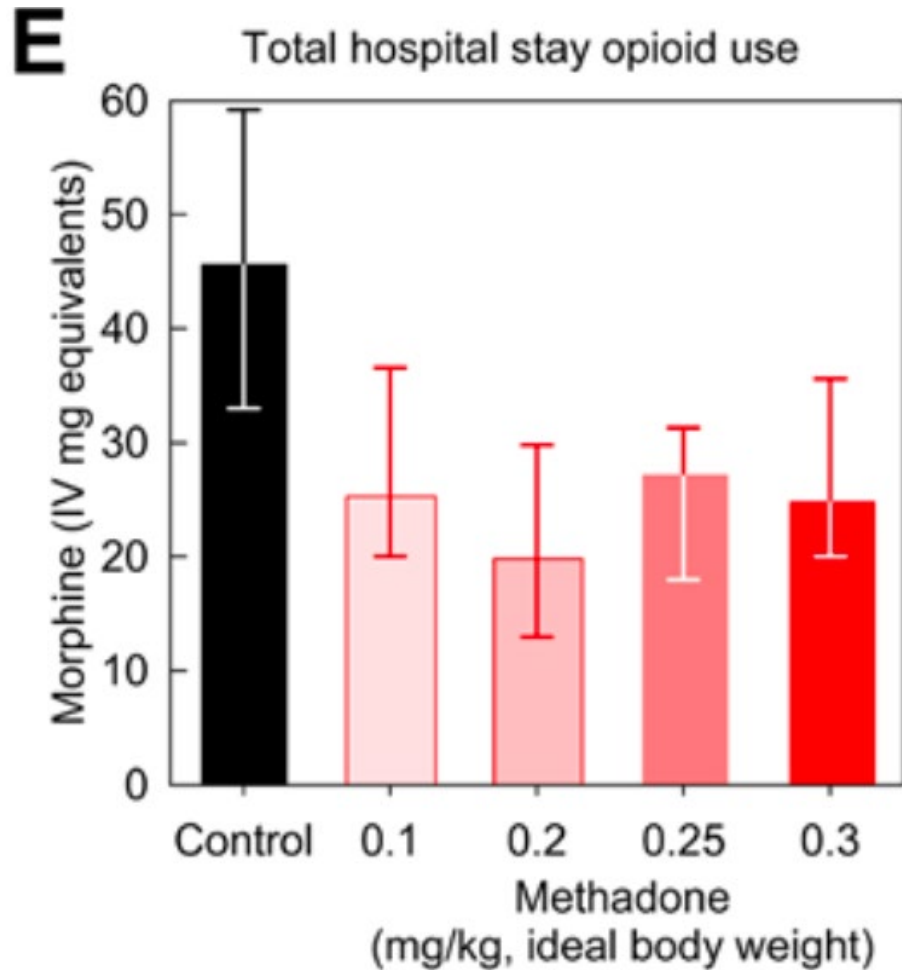 E
Total hospital stay opioid use
Morphine (IV mg equivalents)
60
50
40
30
20
10
0
Control 0.1 0.2 0.25 0.3
Methadone
(mg/kg, ideal body weight)